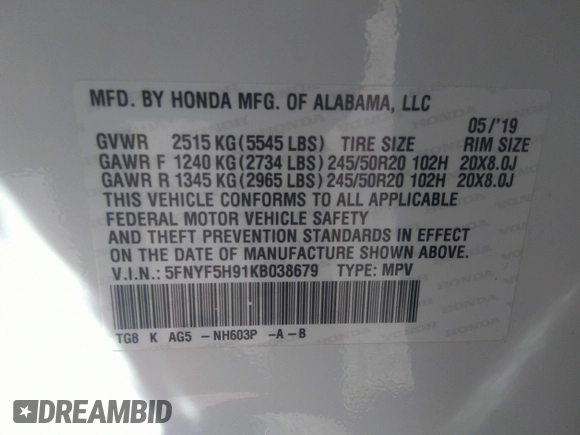 MFD. BY HONDA MFG. OF ALABAMA, LLC
05/'19
GVWR 2515 KG(5545 LBS) TIRE SIZE RIM SIZE
GAWR F 1240 KG(2734 LBS) 245/50R20 102H 20X8.0J
GAWR R 1345 KG(2965 LBS) 245/50R20 102H 20X8.0J
THIS VEHICLE CONFORMS TO ALL APPLICABLE
FEDERAL MOTOR VEHICLE SAFETY
AND THEFT PREVENTION STANDARDS IN EFFECT
ON THE DATE OF MANUFACTURE SHOWN ABOVE.
V.I.N.: 5FNYF5H91KB038679 TYPE: MPV
TG8 K AG5 -NH603P -A-B
DREAMBID